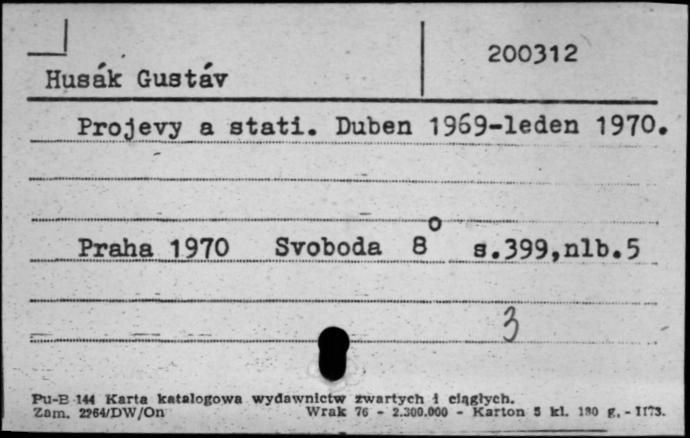 200312
Husák Gustáv
Projevy a stati. Duben 1969-leden 1970.
Praha 1970 Svoboda 8° s.399,nlb.5
3
Pu-B 144 Karta katalogowa wydawnictw zwartych i ciągłych.
Zam. 2964/DW/On Wrak 76 - 2.300.000 - Karton 5 kl. 180 g. - II73.